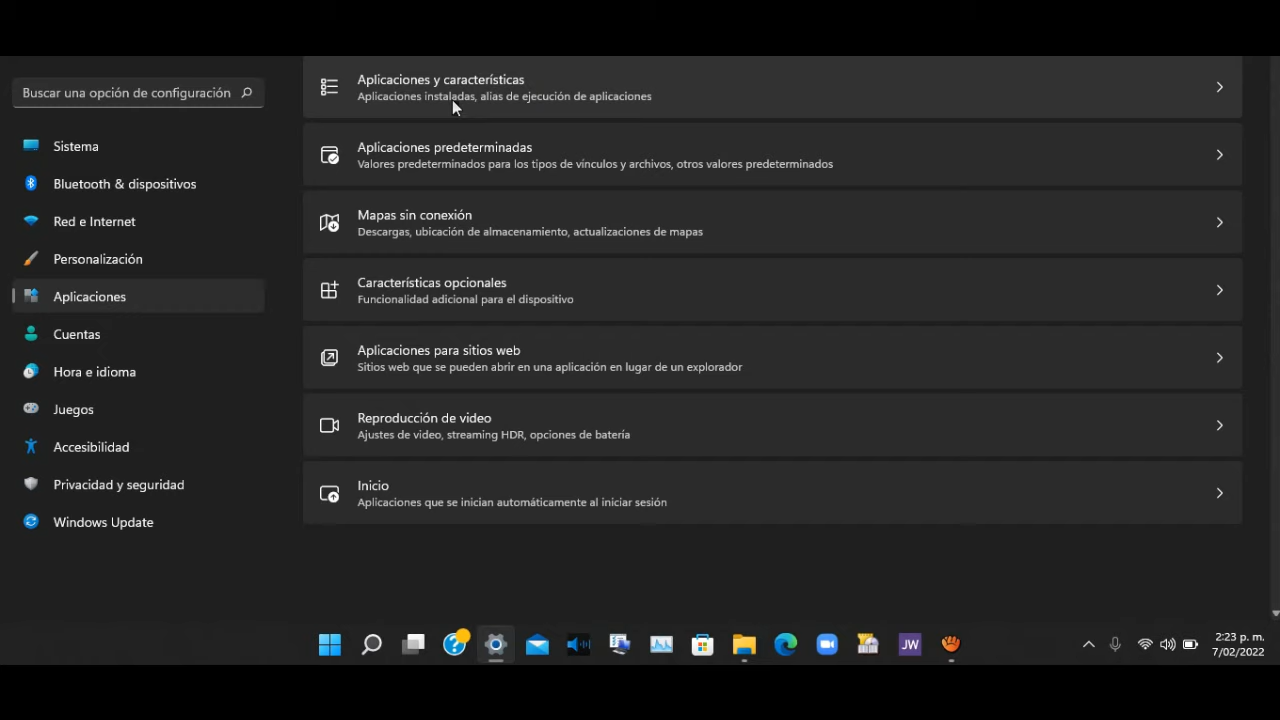 Buscar una opción de configuración
Sistema
Bluetooth & dispositivos
Red e Internet
Personalización
Aplicaciones
Cuentas
Hora e idioma
Juegos
Accesibilidad
Privacidad y seguridad
Windows Update
Aplicaciones y características
Aplicaciones instaladas, alias de ejecución de aplicaciones
Aplicaciones predeterminadas
Valores predeterminados para los tipos de vínculos y archivos, otros valores predeterminados
Mapas sin conexión
Descargas, ubicación de almacenamiento, actualizaciones de mapas
Características opcionales
Funcionalidad adicional para el dispositivo
Aplicaciones para sitios web
Sitios web que se pueden abrir en una aplicación en lugar de un explorador
Reproducción de video
Ajustes de video, streaming HDR, opciones de batería
Inicio
Aplicaciones que se inician automáticamente al iniciar sesión
JW
2:23 p. m.
7/02/2022